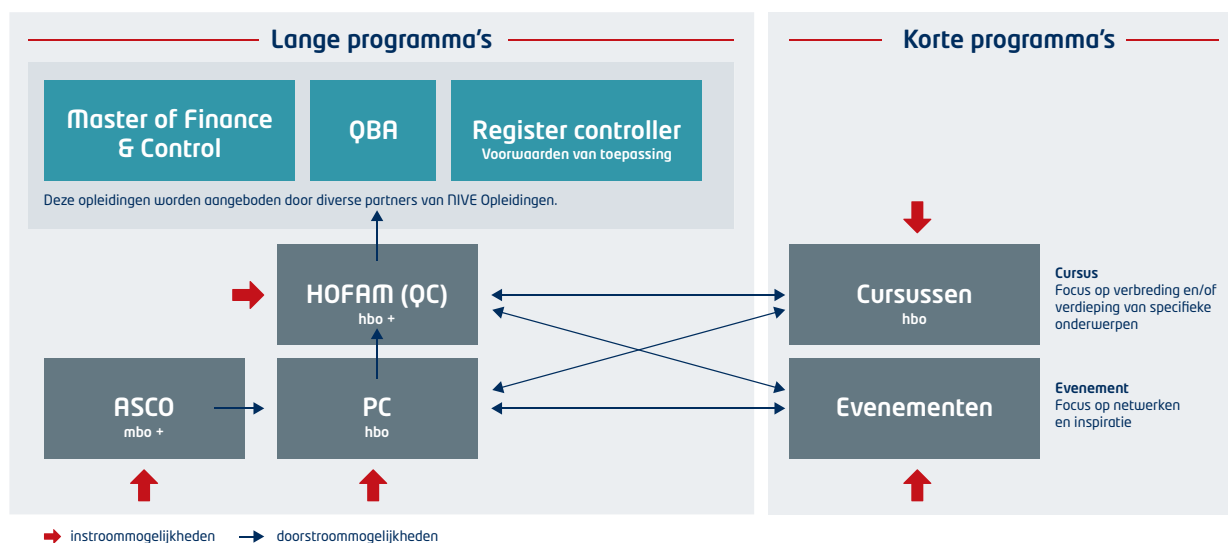 Lange programma's
Master of Finance
& Control
QBA
Register controller
Voorwaarden van toepassing
Deze opleidingen worden aangeboden door diverse partners van NIVE Opleidingen.
HOFAM (QC)
hbo +
ASCO
mbo +
PC
hbo
Korte programma's
Cursussen
hbo
Cursus
Focus op verbreding en/of
verdieping van specifieke
onderwerpen
Evenementen
Evenement
Focus op netwerken
en inspiratie
instroommogelijkheden
doorstroommogelijkheden